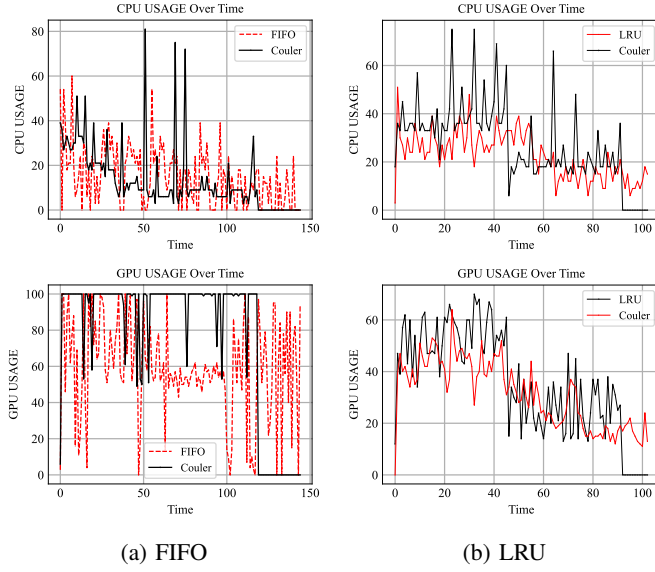 CPU USAGE Over Time
CPU USAGE
80
60
40
20
0
FIFO
Couler
0
50
100
150
Time
CPU USAGE Over Time
CPU USAGE
60
40
20
0
LRU
Couler
0
20
40
60
80
100
Time
GPU USAGE Over Time
GPU USAGE
100
80
60
40
20
0
FIFO
Couler
0
50
100
150
Time
GPU USAGE Over Time
GPU USAGE
60
40
20
0
LRU
Couler
0
20
40
60
80
100
Time
(a) FIFO
(b) LRU